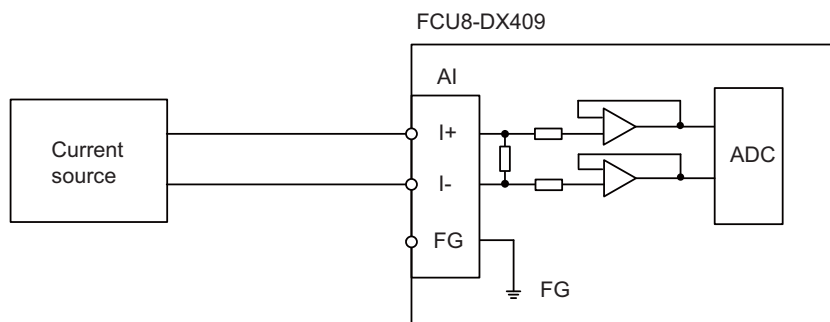 FCU8-DX409
AI
Current
source
I+
I-
FG
ADC
FG